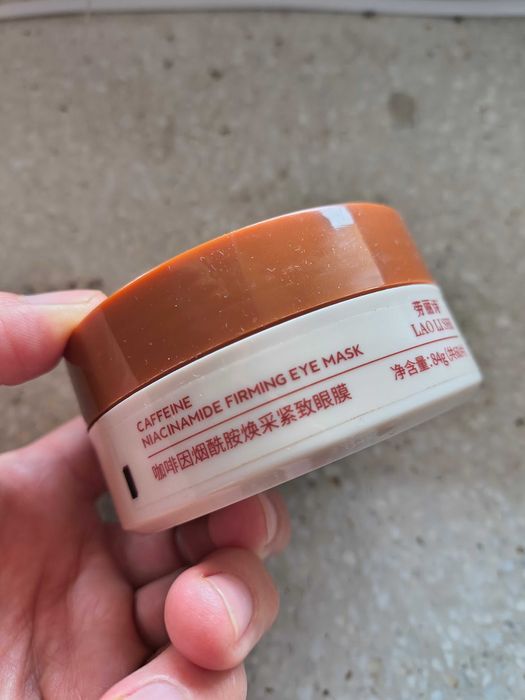 CAFFEINE
NIACINAMIDE FIRMING EYE MASK
咖啡因烟酰胺焕采紧致眼膜
劳丽诗
LAO LI SHI
净含量:84g